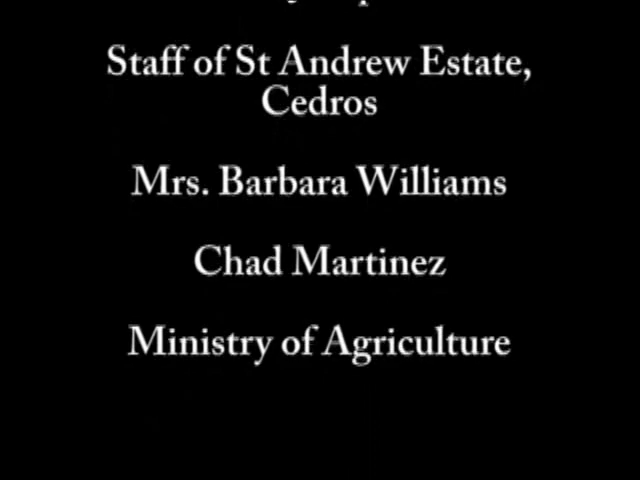 Staff of St Andrew Estate,
Cedros
Mrs. Barbara Williams
Chad Martinez
Ministry of Agriculture